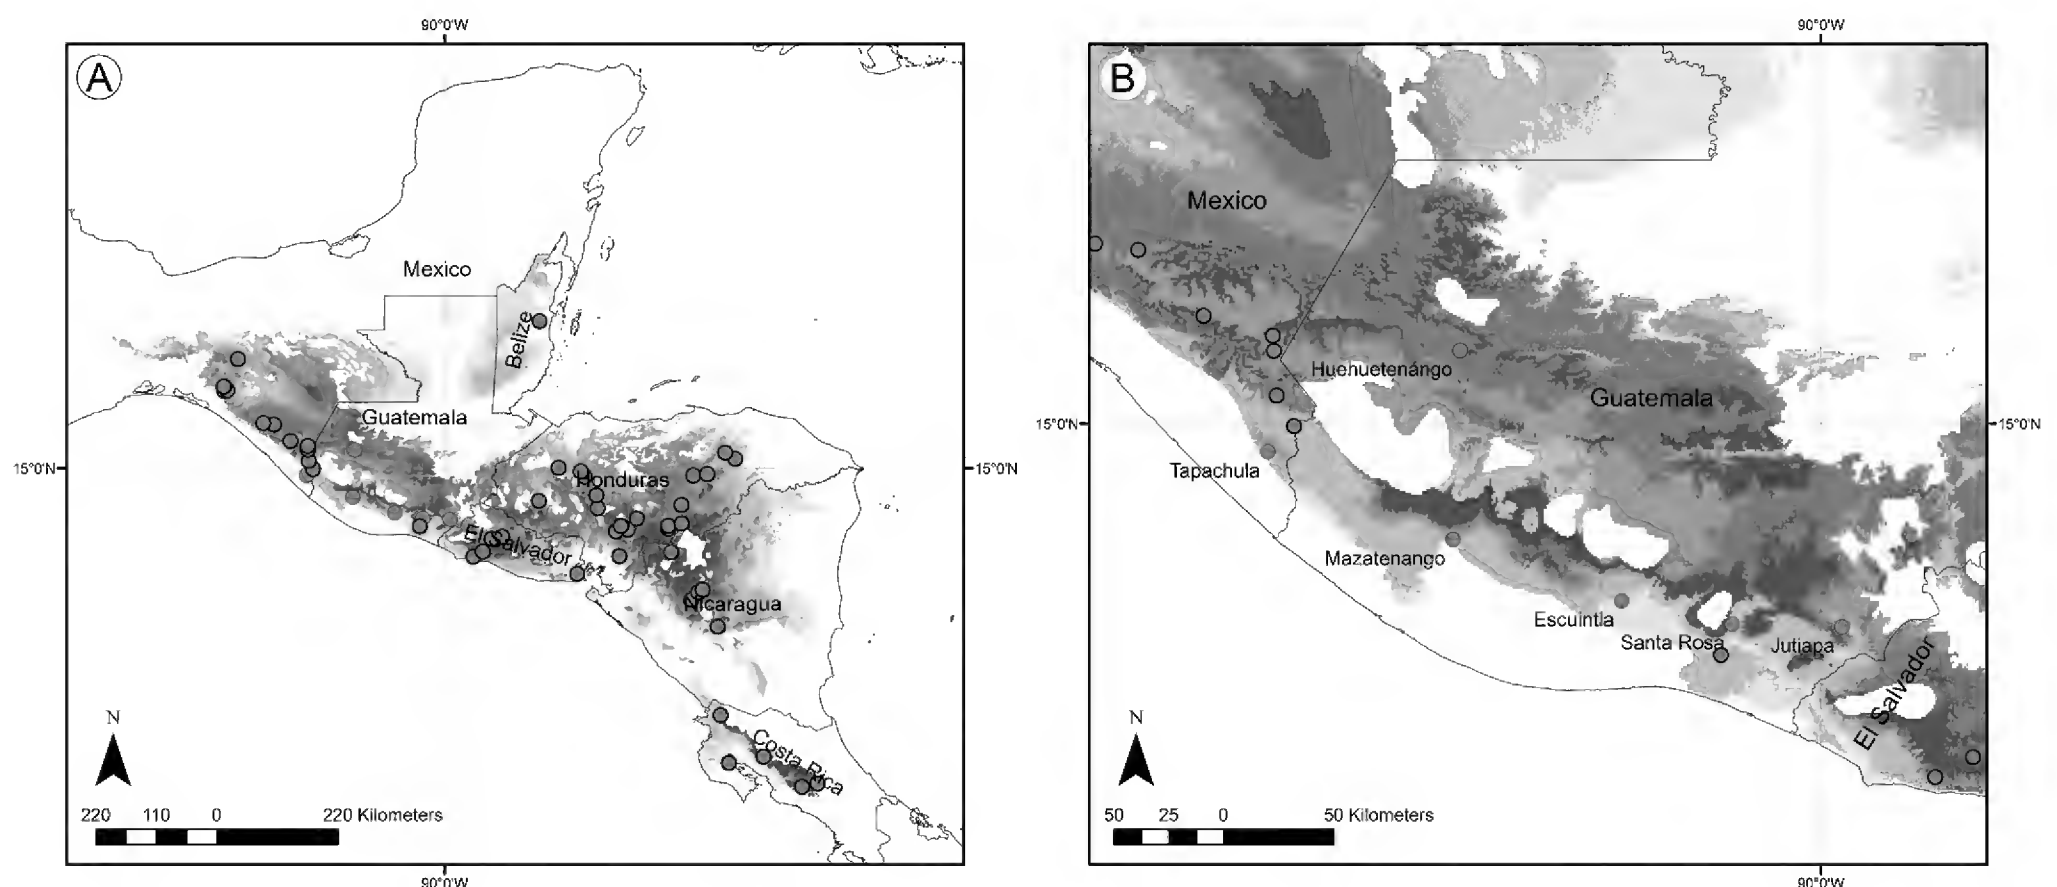 90°0'W
A
Mexico
Belize
Guatemala
15°0'N
15°0'N
Honduras
El Salvador
Nicaragua
Costa Rica
N
220 110 0 220 Kilometers
90°0'W
90°0'W
B
Mexico
Huehuetenángo
Guatemala
15°0'N
15°0'N
Tapachula
Mazatenango
Escuintla
Santa Rosa
Jutiapa
El Salvador
N
50 25 0 50 Kilometers
90°0'W